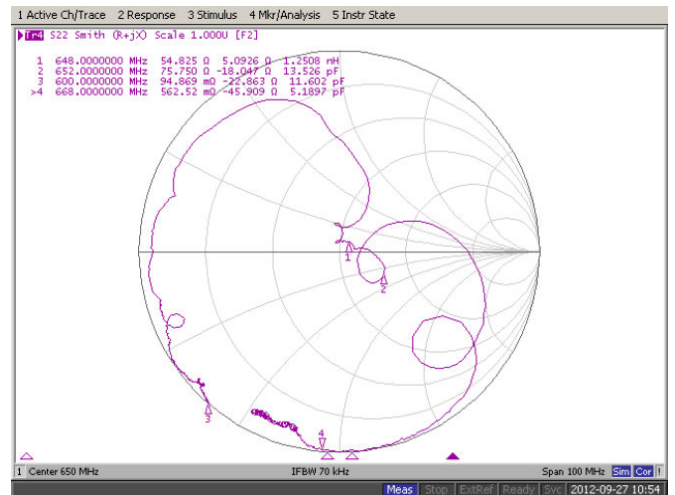 1 Active Ch/Trace 2 Response 3 Stimulus 4 Mkr/Analysis 5 Instr State
Tr4 S22 Smith (R+jX) Scale 1.000U [F2]
1 648.0000000 MHz 54.825 Ω 5.0926 Ω 1.2508 nH
2 652.0000000 MHz 75.750 Ω -18.047 Ω 13.526 pF
3 600.0000000 MHz 94.869 mΩ -22.863 Ω 11.602 pF
>4 668.0000000 MHz 562.52 mΩ -45.909 Ω 5.1897 pF
1
2
3
4
1 Center 650 MHz IFBW 70 kHz Span 100 MHz Sim Cor !
Meas Stop ExtRef Ready Svc 2012-09-27 10:54